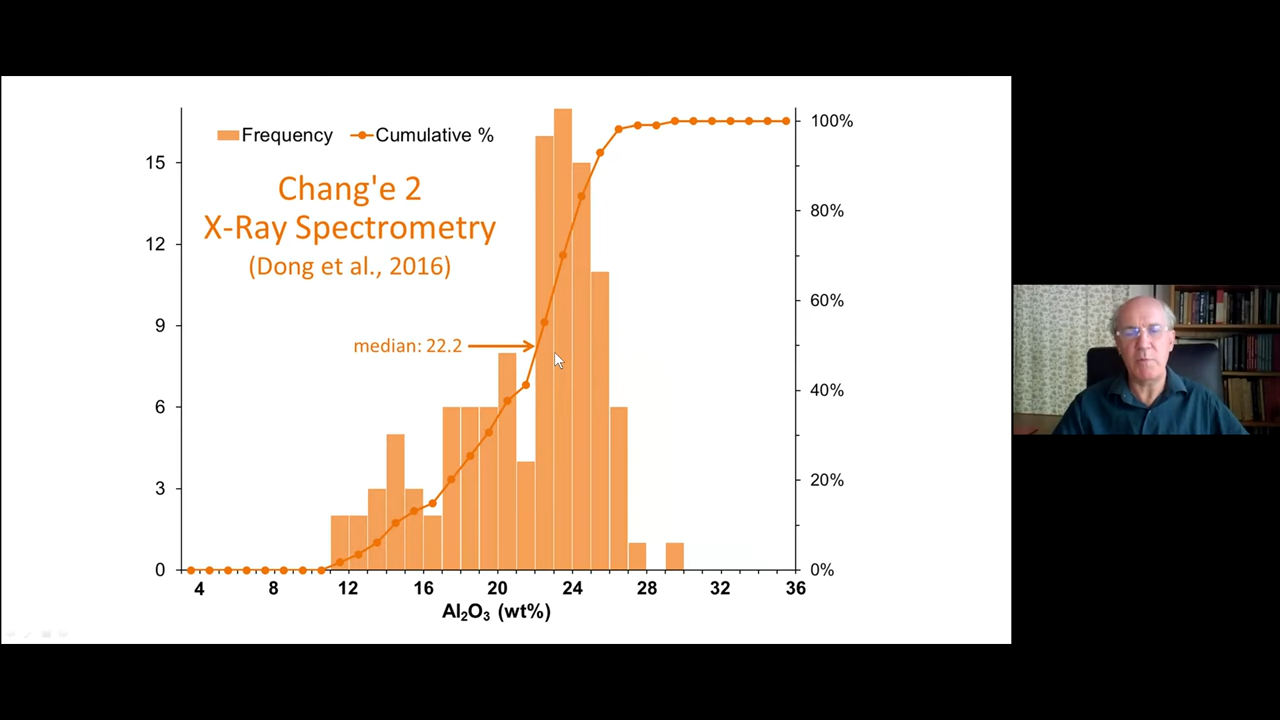 Frequency
Cumulative %
Chang'e 2
X-Ray Spectrometry
(Dong et al., 2016)
median: 22.2
15
12
9
6
3
0
100%
80%
60%
40%
20%
0%
4 8 12 16 20 24 28 32 36
Al₂O₃ (wt%)